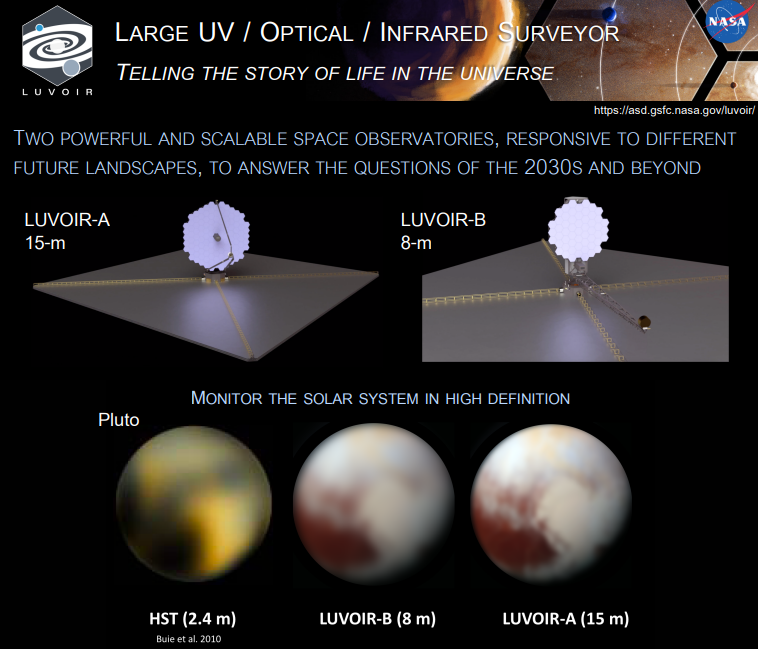 LUVOIR
LARGE UV / OPTICAL / INFRARED SURVEYOR
TELLING THE STORY OF LIFE IN THE UNIVERSE
NASA
https://asd.gsfc.nasa.gov/luvoir/
TWO POWERFUL AND SCALABLE SPACE OBSERVATORIES, RESPONSIVE TO DIFFERENT
FUTURE LANDSCAPES, TO ANSWER THE QUESTIONS OF THE 2030S AND BEYOND
LUVOIR-A
15-m
LUVOIR-B
8-m
MONITOR THE SOLAR SYSTEM IN HIGH DEFINITION
Pluto
HST (2.4 m)
Buie et al. 2010
LUVOIR-B (8 m)
LUVOIR-A (15 m)